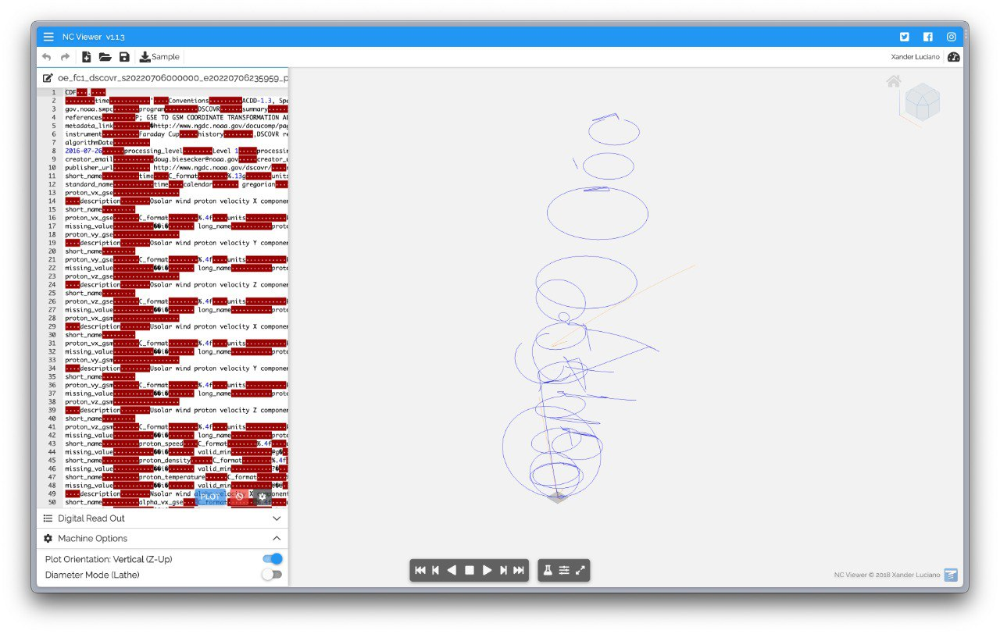 NC Viewer v1.1.3
Sample
Xander Luciano
oe_fc1_dscovr_s20220706000000_e20220706235959_p
1 CDF
2 time ' Conventions ACDD-1.3, Spa
3 gov.noaa.swpc program DSCOVR summary
4 references P; GSE TO GSM COORDINATE TRANSFORMATION AL
5 metadata_link http://www.ngdc.noaa.gov/docucomp/pag
6 instrument Faraday Cup history ,DSCOVR re
7 algorithmDate
8 2016-07-26 processing_level Level 1 processin
9 creator_email doug.biesecker@noaa.gov creator_u
10 publisher_url http://www.ngdc.noaa.gov/dscovr/
11 short_name time C_format %.13g units
12 standard_name time calendar gregorian
13 proton_vx_gse
14 description Osolar wind proton velocity X componen
15 short_name
16 proton_vx_gse C_format %.4f units
17 missing_value i long_name proto
18 proton_vy_gse
19 description Osolar wind proton velocity Y componen
20 short_name
21 proton_vy_gse C_format %.4f units
22 missing_value i long_name proto
23 proton_vz_gse
24 description Osolar wind proton velocity Z componen
25 short_name
26 proton_vz_gse C_format %.4f units
27 missing_value i long_name proto
28 proton_vx_gsm
29 description Usolar wind proton velocity X componen
30 short_name
31 proton_vx_gsm C_format %.4f units
32 missing_value i long_name proto
33 proton_vy_gsm
34 description Usolar wind proton velocity Y componen
35 short_name
36 proton_vy_gsm C_format %.4f units
37 missing_value i long_name proto
38 proton_vz_gsm
39 description Usolar wind proton velocity Z componen
40 short_name
41 proton_vz_gsm C_format %.4f units
42 missing_value i long_name proto
43 short_name proton_speed C_format %.4f u
44 missing_value i valid_min @g
45 short_name proton_density C_format %.4f
46 missing_value i valid_min ?
47 short_name proton_temperature C_format
48 missing_value i valid_min @@
49 description Nsolar wind X component
50 short_name alpha_vx_gse C_format %.4f u
PLOT
Digital Read Out
Machine Options
Plot Orientation: Vertical (Z-Up)
Diameter Mode (Lathe)
NC Viewer © 2018 Xander Luciano